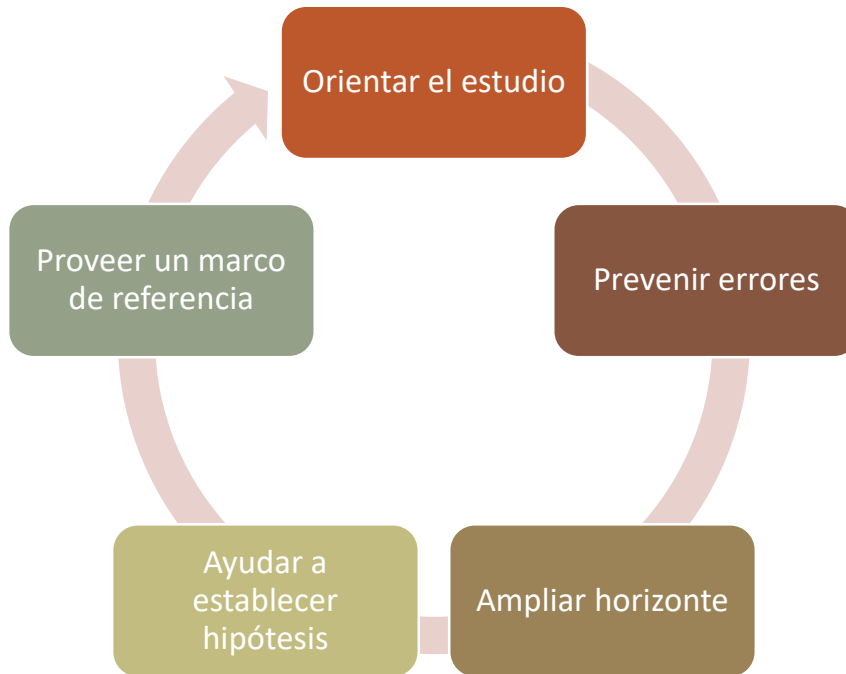 Orientar el estudio
Prevenir errores
Ampliar horizonte
Ayudar a
establecer
hipótesis
Proveer un marco
de referencia